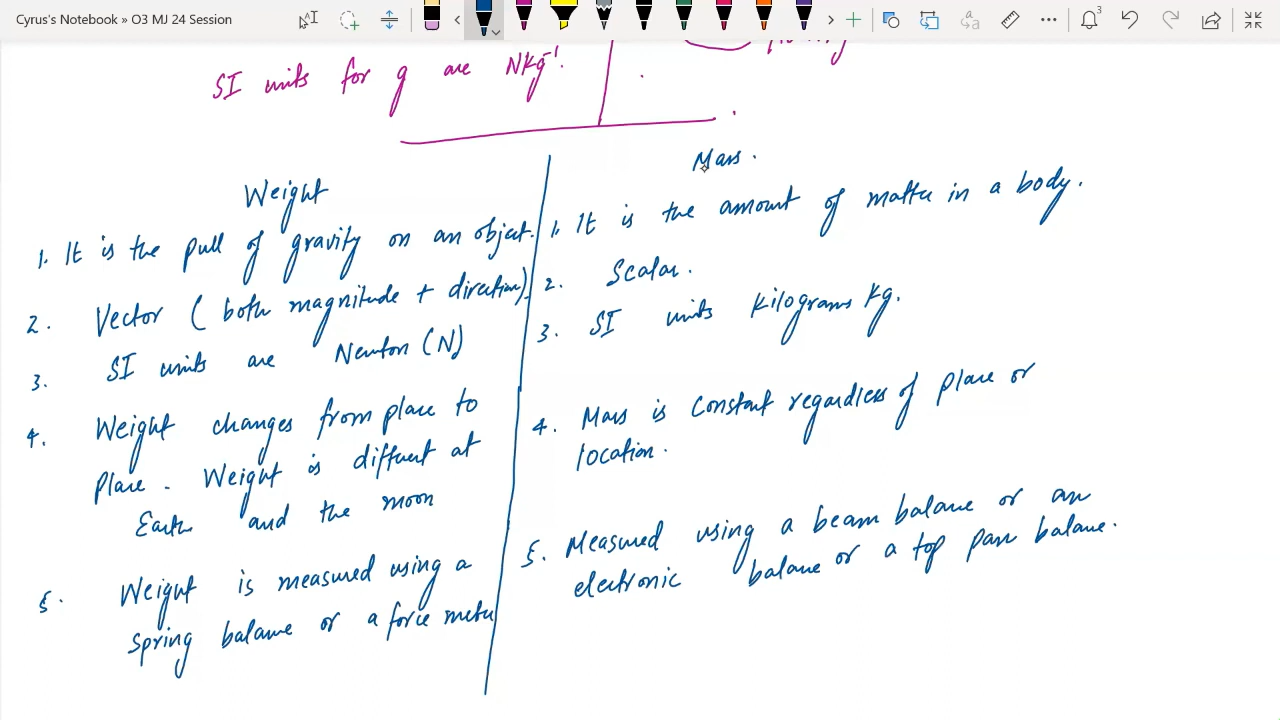 Cyrus's Notebook » O3 MJ 24 Session
3
SI units for g are NKg⁻¹.
Weight
1. It is the pull of gravity on an object.
2. Vector ( both magnitude + direction).
3. SI units are Newton (N)
4. Weight changes from place to
place. Weight is different at
Earth and the moon
5. Weight is measured using a
spring balance or a force meter
Mass.
1. It is the amount of matter in a body.
2. Scalar.
3. SI units kilograms Kg.
4. Mass is constant regardless of place or
location.
5. Measured using a beam balance or an
electronic balance or a top pan balance.